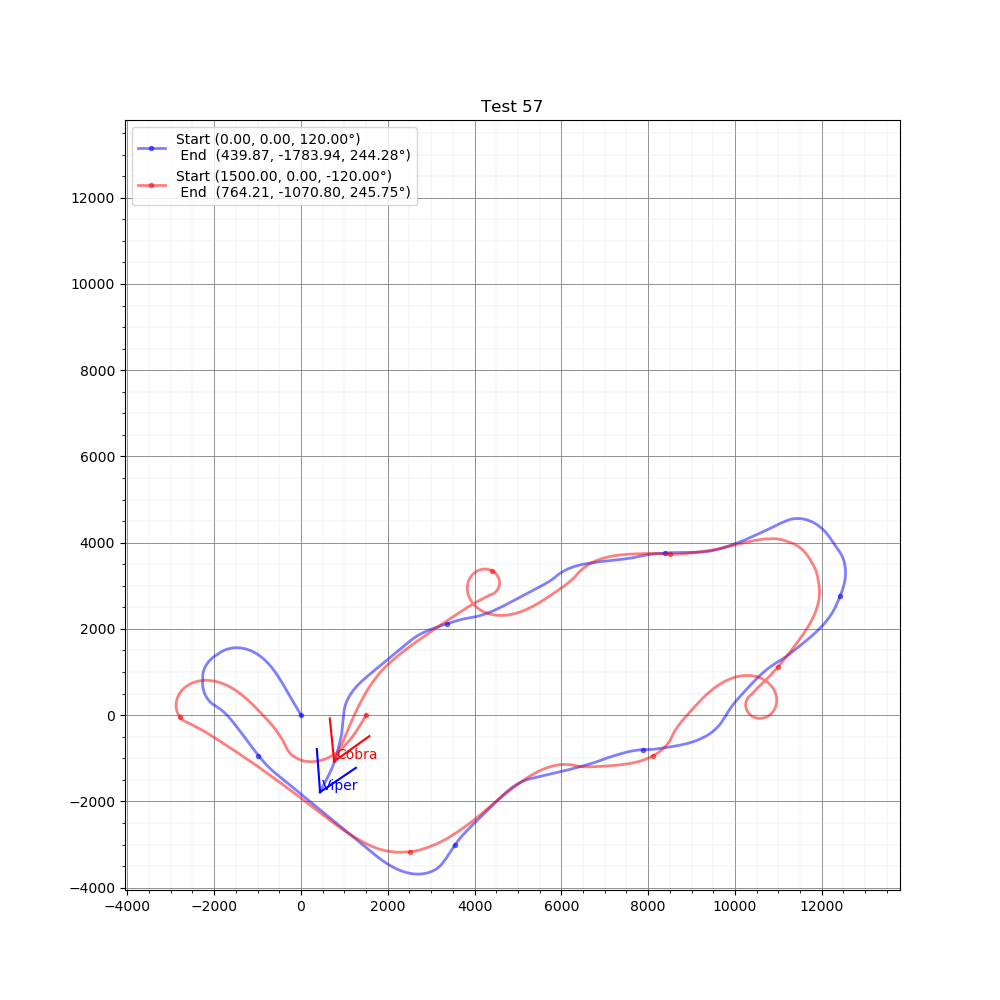 Test 57
Start (0.00, 0.00, 120.00°)
End (439.87, -1783.94, 244.28°)
Start (1500.00, 0.00, -120.00°)
End (764.21, -1070.80, 245.75°)
12000
10000
8000
6000
4000
2000
0
−2000
−4000
Cobra
Viper
−4000 −2000 0 2000 4000 6000 8000 10000 12000